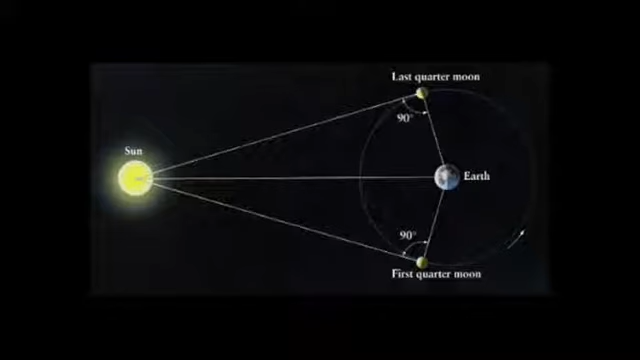 Last quarter moon
90°
Sun
Earth
90°
First quarter moon